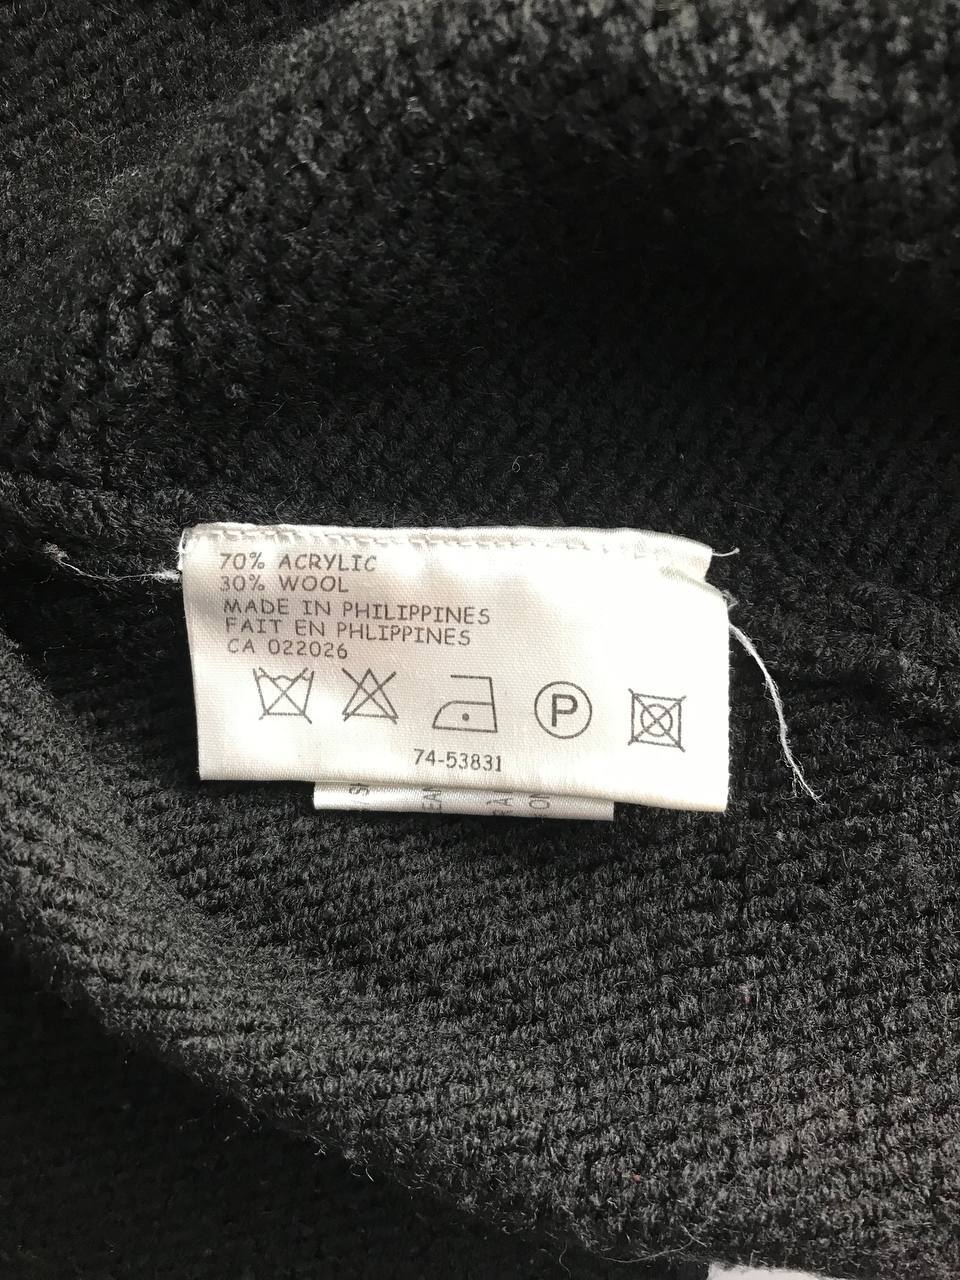 70% ACRYLIC
30% WOOL
MADE IN PHILIPPINES
FAIT EN PHLIPPINES
CA 022026
P
74-53831